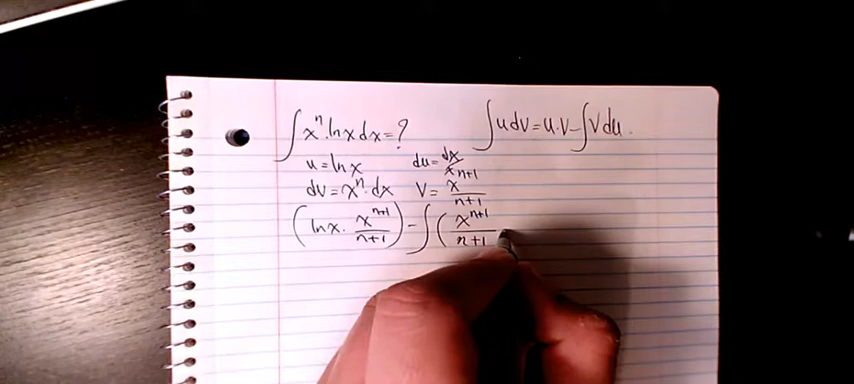 ∫ xⁿ·ln x dx = ? ∫ u dv = u·v − ∫ v du.
u = ln x du = dx/x
dv = xⁿ·dx v = xⁿ⁺¹/(n+1)
(ln x · xⁿ⁺¹/(n+1)) − ∫ (xⁿ⁺¹/(n+1)